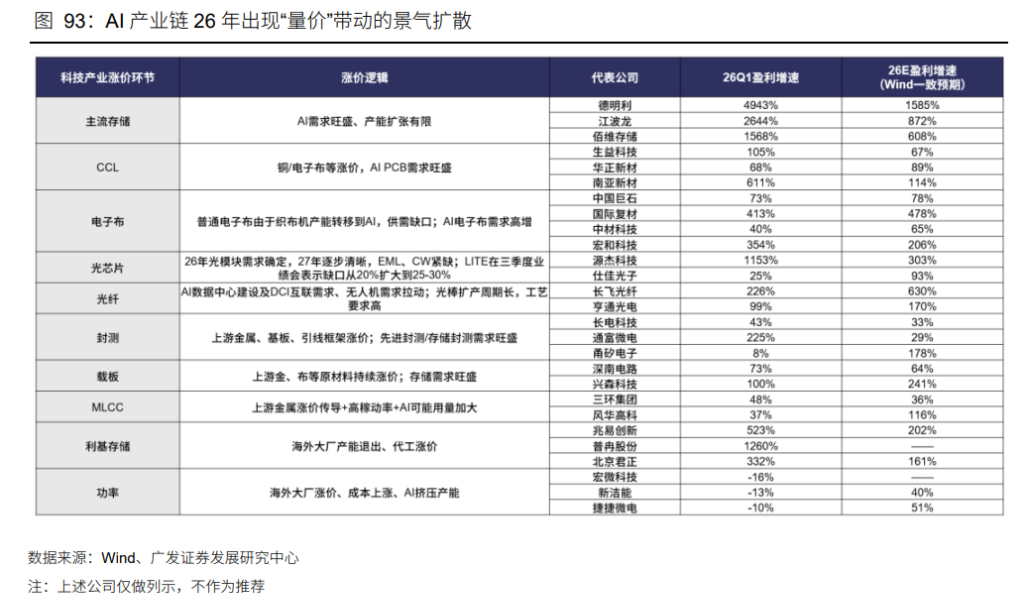 图 93：AI 产业链 26 年出现“量价”带动的景气扩散
科技产业涨价环节 涨价逻辑 代表公司 26Q1盈利增速 26E盈利增速
(Wind一致预期)
主流存储 AI需求旺盛、产能扩张有限
德明利 4943% 1585%
江波龙 2644% 872%
佰维存储 1568% 608%
CCL 铜/电子布等涨价，AI PCB需求旺盛
生益科技 105% 67%
华正新材 68% 89%
南亚新材 611% 114%
电子布 普通电子布由于织布机产能转移到AI，供需缺口；AI电子布需求高增
中国巨石 73% 78%
国际复材 413% 478%
中材科技 40% 65%
宏和科技 354% 206%
光芯片 26年光模块需求确定，27年逐步清晰，EML、CW紧缺；LITE在三季度业
绩会表示缺口从20%扩大到25-30%
源杰科技 1153% 303%
仕佳光子 25% 93%
光纤 AI数据中心建设及DCI互联需求、无人机需求拉动；光棒扩产周期长，工艺
要求高
长飞光纤 226% 630%
亨通光电 99% 170%
封测 上游金属、基板、引线框架涨价；先进封测/存储封测需求旺盛
长电科技 43% 33%
通富微电 225% 29%
甬矽电子 8% 178%
载板 上游金、布等原材料持续涨价；存储需求旺盛
深南电路 73% 64%
兴森科技 100% 241%
MLCC 上游金属涨价传导+高稼动率+AI可能用量加大
三环集团 48% 36%
风华高科 37% 116%
利基存储 海外大厂产能退出、代工涨价
兆易创新 523% 202%
普冉股份 1260% ——
北京君正 332% 161%
功率 海外大厂涨价、成本上涨、AI挤压产能
宏微科技 -16% ——
新洁能 -13% 40%
捷捷微电 -10% 51%
数据来源：Wind、广发证券发展研究中心
注：上述公司仅做列示，不作为推荐